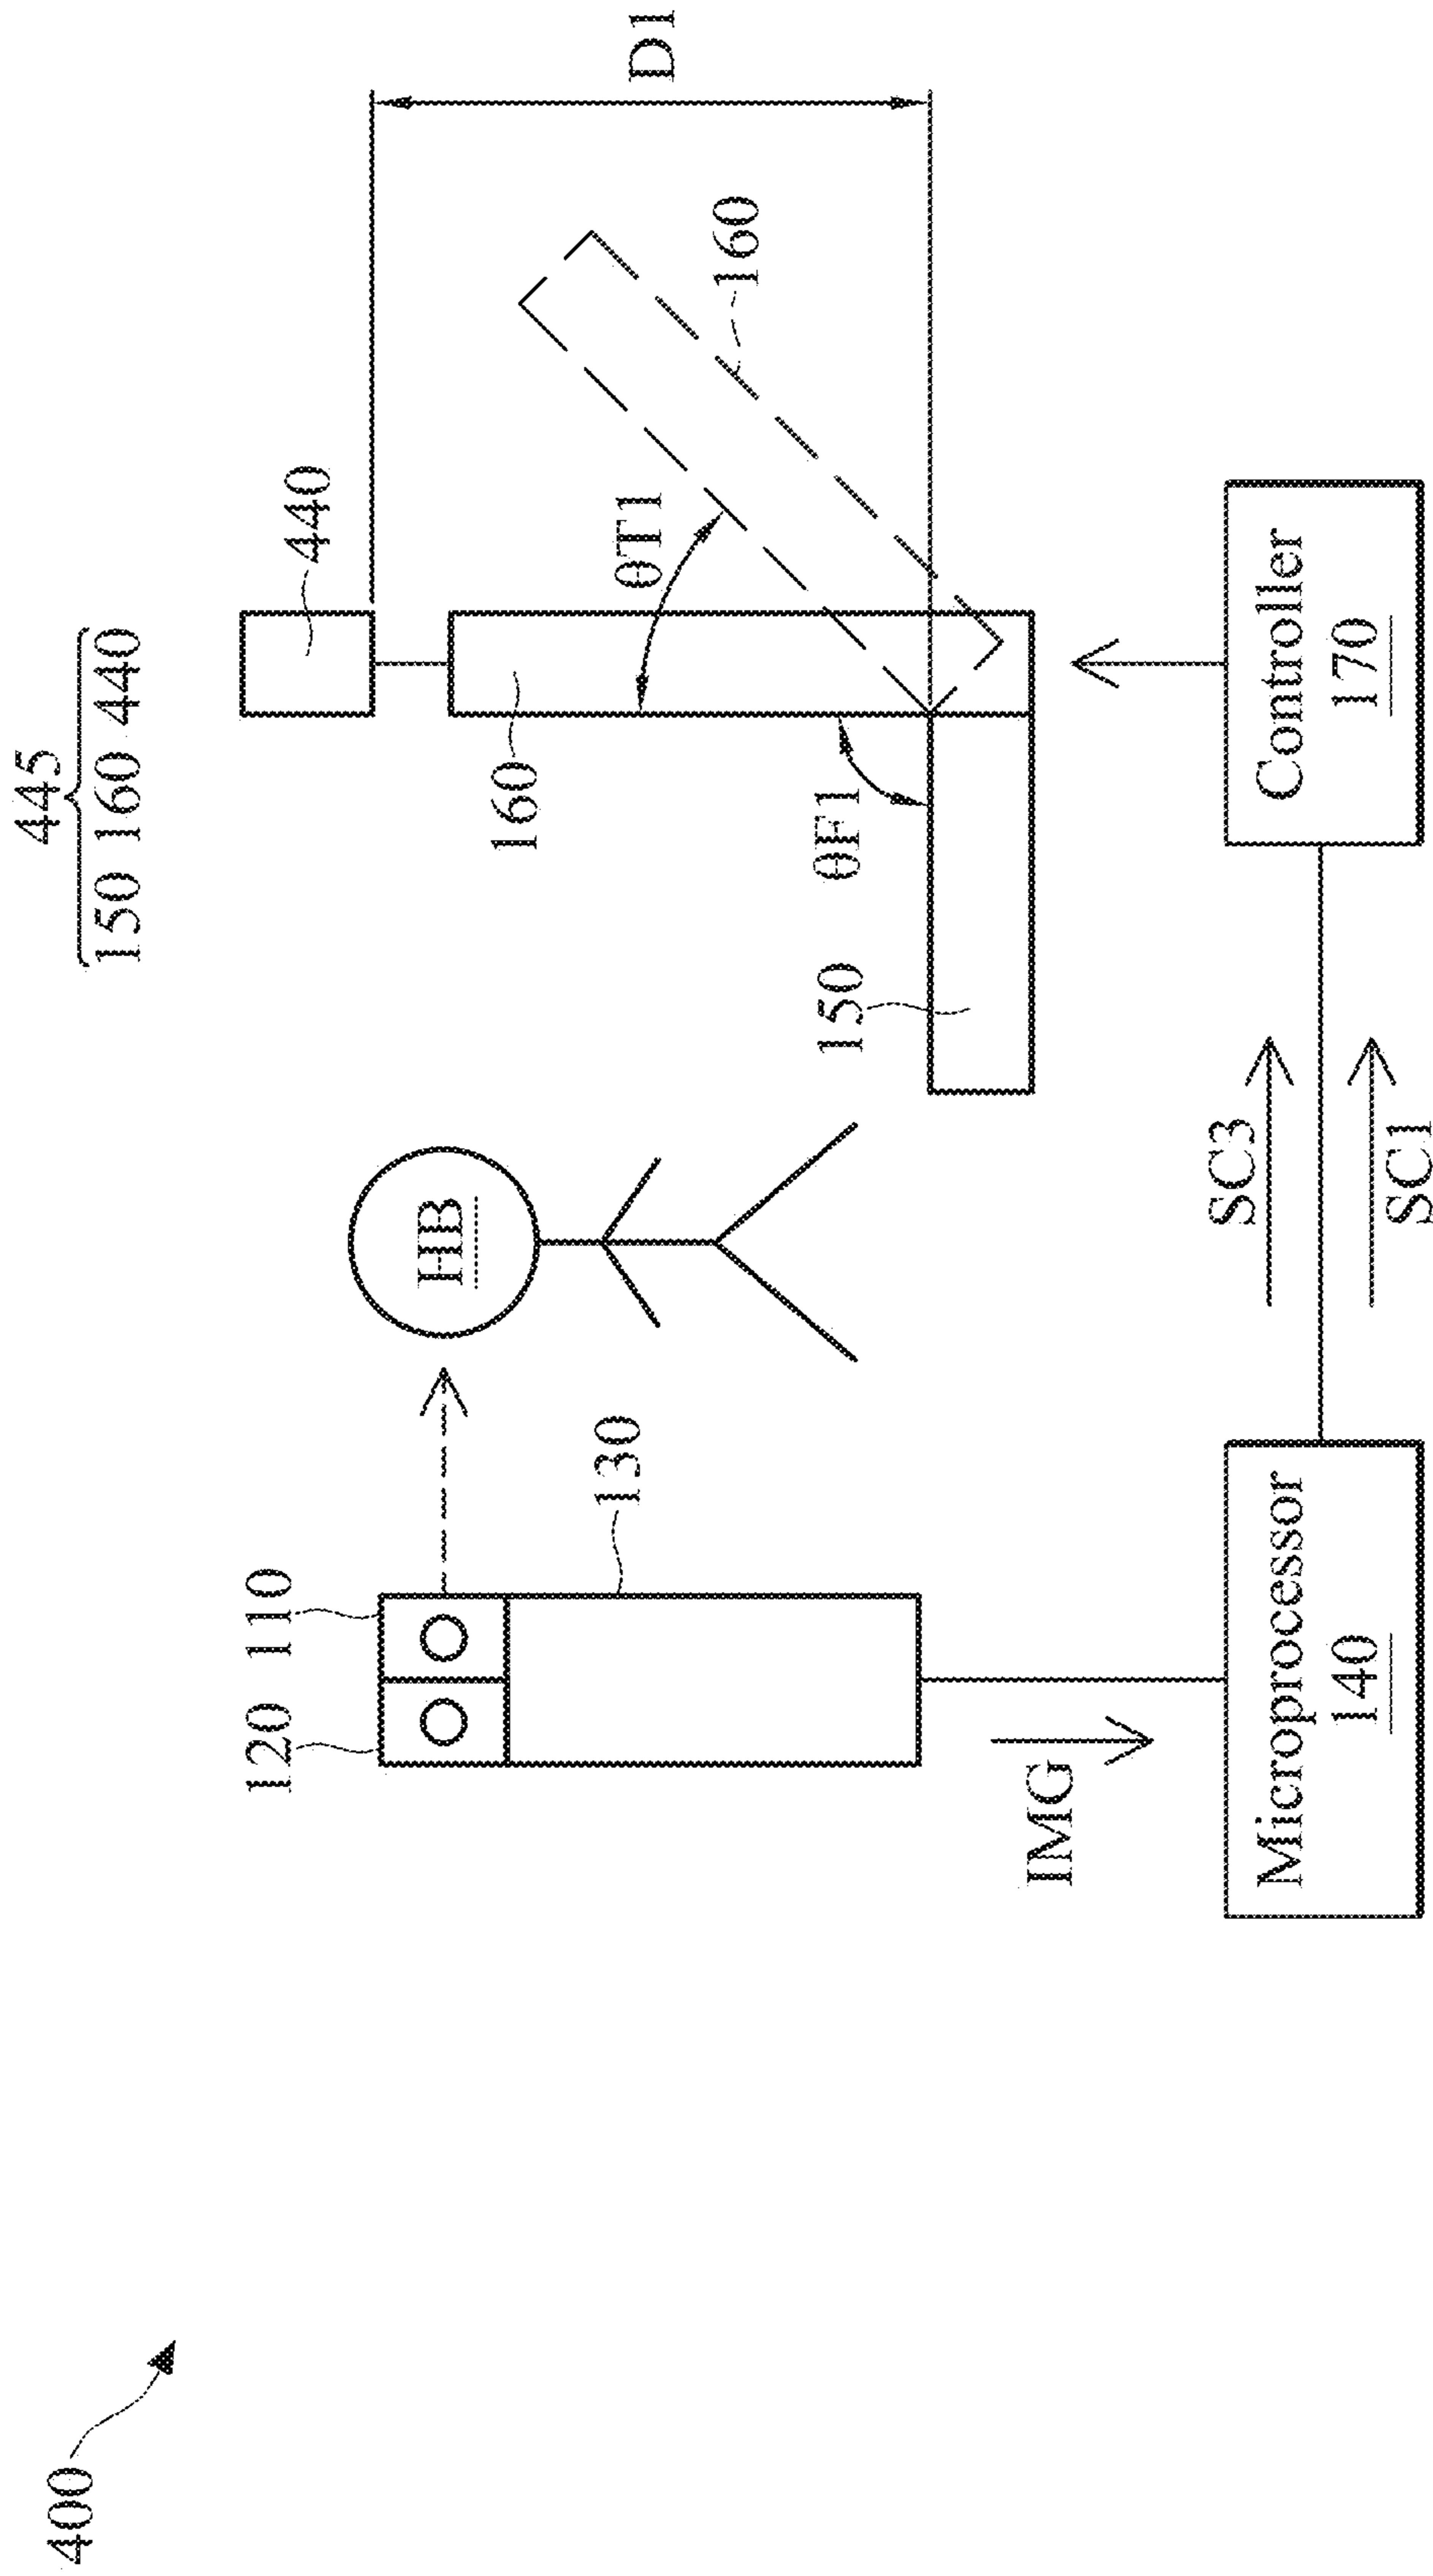 400
445
150 160 440
440
D1
120
110
HB
160
θT1
160
130
150
θF1
IMG
SC3
Microprocessor
140
Controller
170
SC1